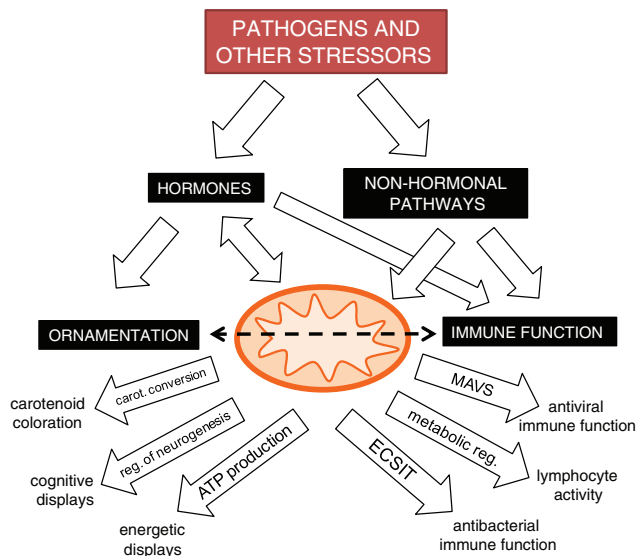 PATHOGENS AND
OTHER STRESSORS
HORMONES
NON-HORMONAL
PATHWAYS
ORNAMENTATION
IMMUNE FUNCTION
carot. conversion
carotenoid
coloration
reg. of neurogenesis
cognitive
displays
ATP production
energetic
displays
MAVS
antiviral
immune function
metabolic reg.
lymphocyte
activity
ECSIT
antibacterial
immune function